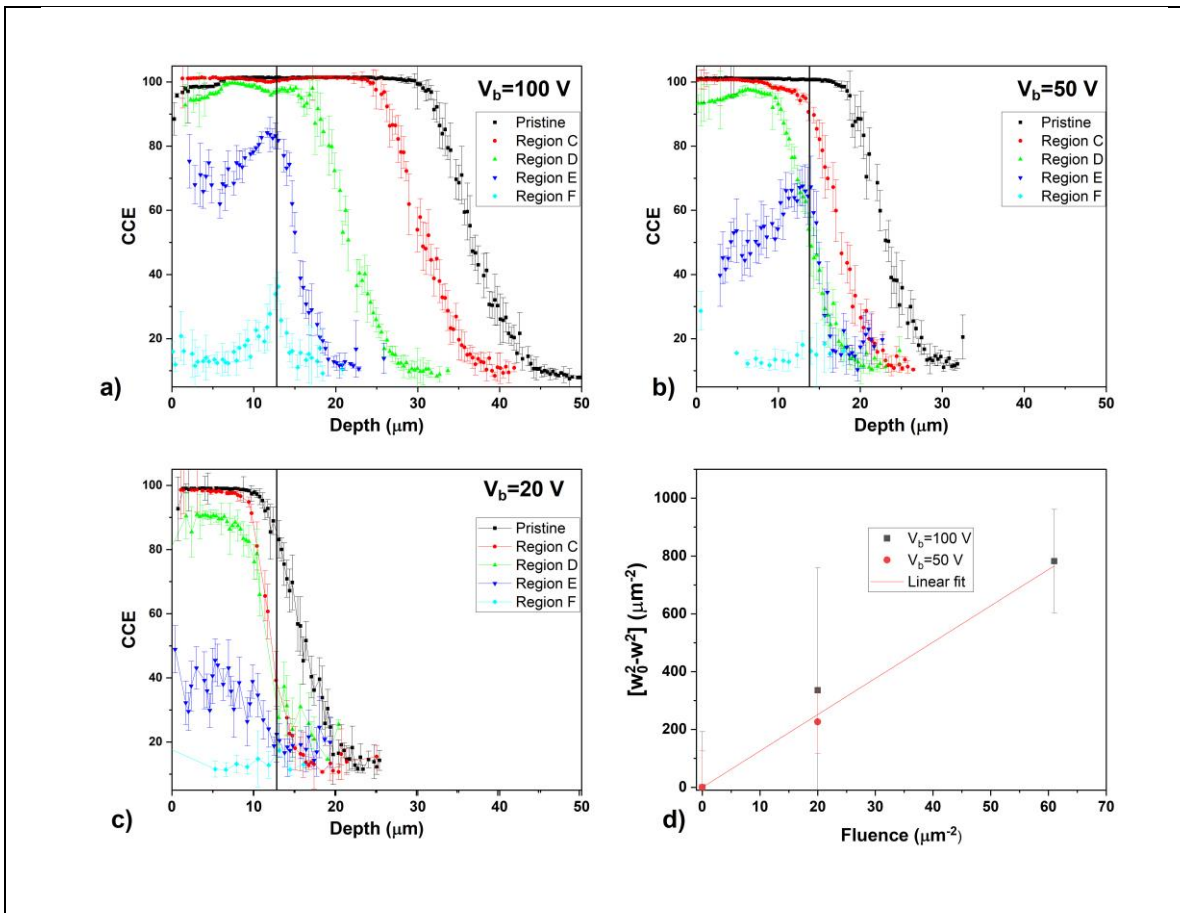 V_b=100 V
100
80
60
40
20
CCE
Pristine
Region C
Region D
Region E
Region F
a)
0 10 20 30 40 50
Depth (μm)
V_b=50 V
100
80
60
40
20
CCE
Pristine
Region C
Region D
Region E
Region F
b)
0 10 20 30 40 50
Depth (μm)
V_b=20 V
100
80
60
40
20
CCE
Pristine
Region C
Region D
Region E
Region F
c)
0 10 20 30 40 50
Depth (μm)
1000
800
600
400
200
0
[w_0^2-w^2] (μm^-2)
V_b=100 V
V_b=50 V
Linear fit
d)
0 10 20 30 40 50 60 70
Fluence (μm^-2)